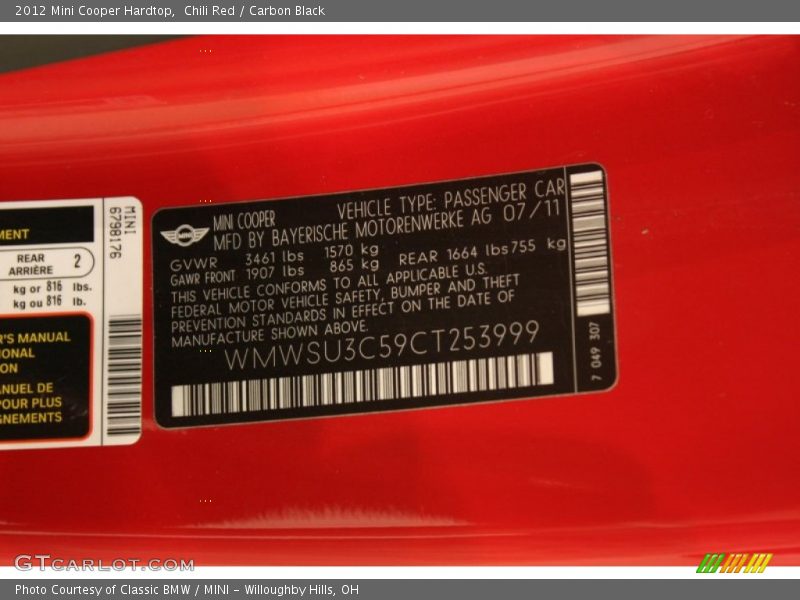 2012 Mini Cooper Hardtop,  Chili Red / Carbon Black
MENT
REAR
ARRIÈRE 2
kg or 816 lbs.
kg ou 816 lb.
R'S MANUAL
IONAL
ON
ANUEL DE
POUR PLUS
GNEMENTS
MINI
6798176
MINI
MINI COOPER VEHICLE TYPE: PASSENGER CAR
MFD BY BAYERISCHE MOTORENWERKE AG 07/11
GVWR 3461 lbs 1570 kg
GAWR FRONT 1907 lbs 865 kg REAR 1664 lbs 755 kg
THIS VEHICLE CONFORMS TO ALL APPLICABLE U.S.
FEDERAL MOTOR VEHICLE SAFETY, BUMPER AND THEFT
PREVENTION STANDARDS IN EFFECT ON THE DATE OF
MANUFACTURE SHOWN ABOVE.
WMWSU3C59CT253999
7 049 307
GTCARLOT.COM
Photo Courtesy of Classic BMW / MINI - Willoughby Hills, OH